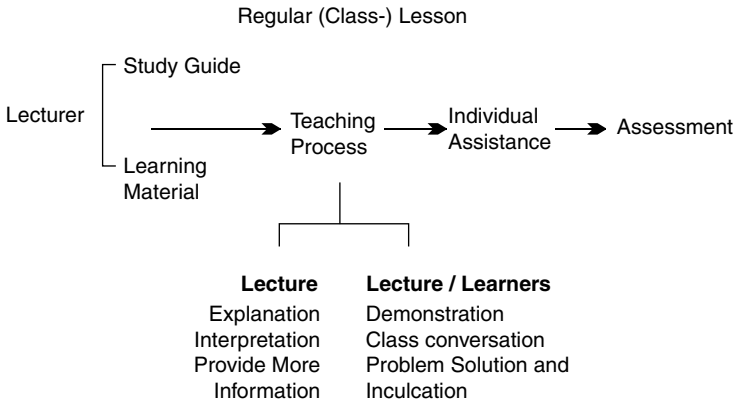 Regular (Class-) Lesson
Study Guide
Lecturer
Learning
Material
Teaching
Process
Individual
Assistance
Assessment
Lecture
Explanation
Interpretation
Provide More
Information
Lecture / Learners
Demonstration
Class conversation
Problem Solution and
Inculcation